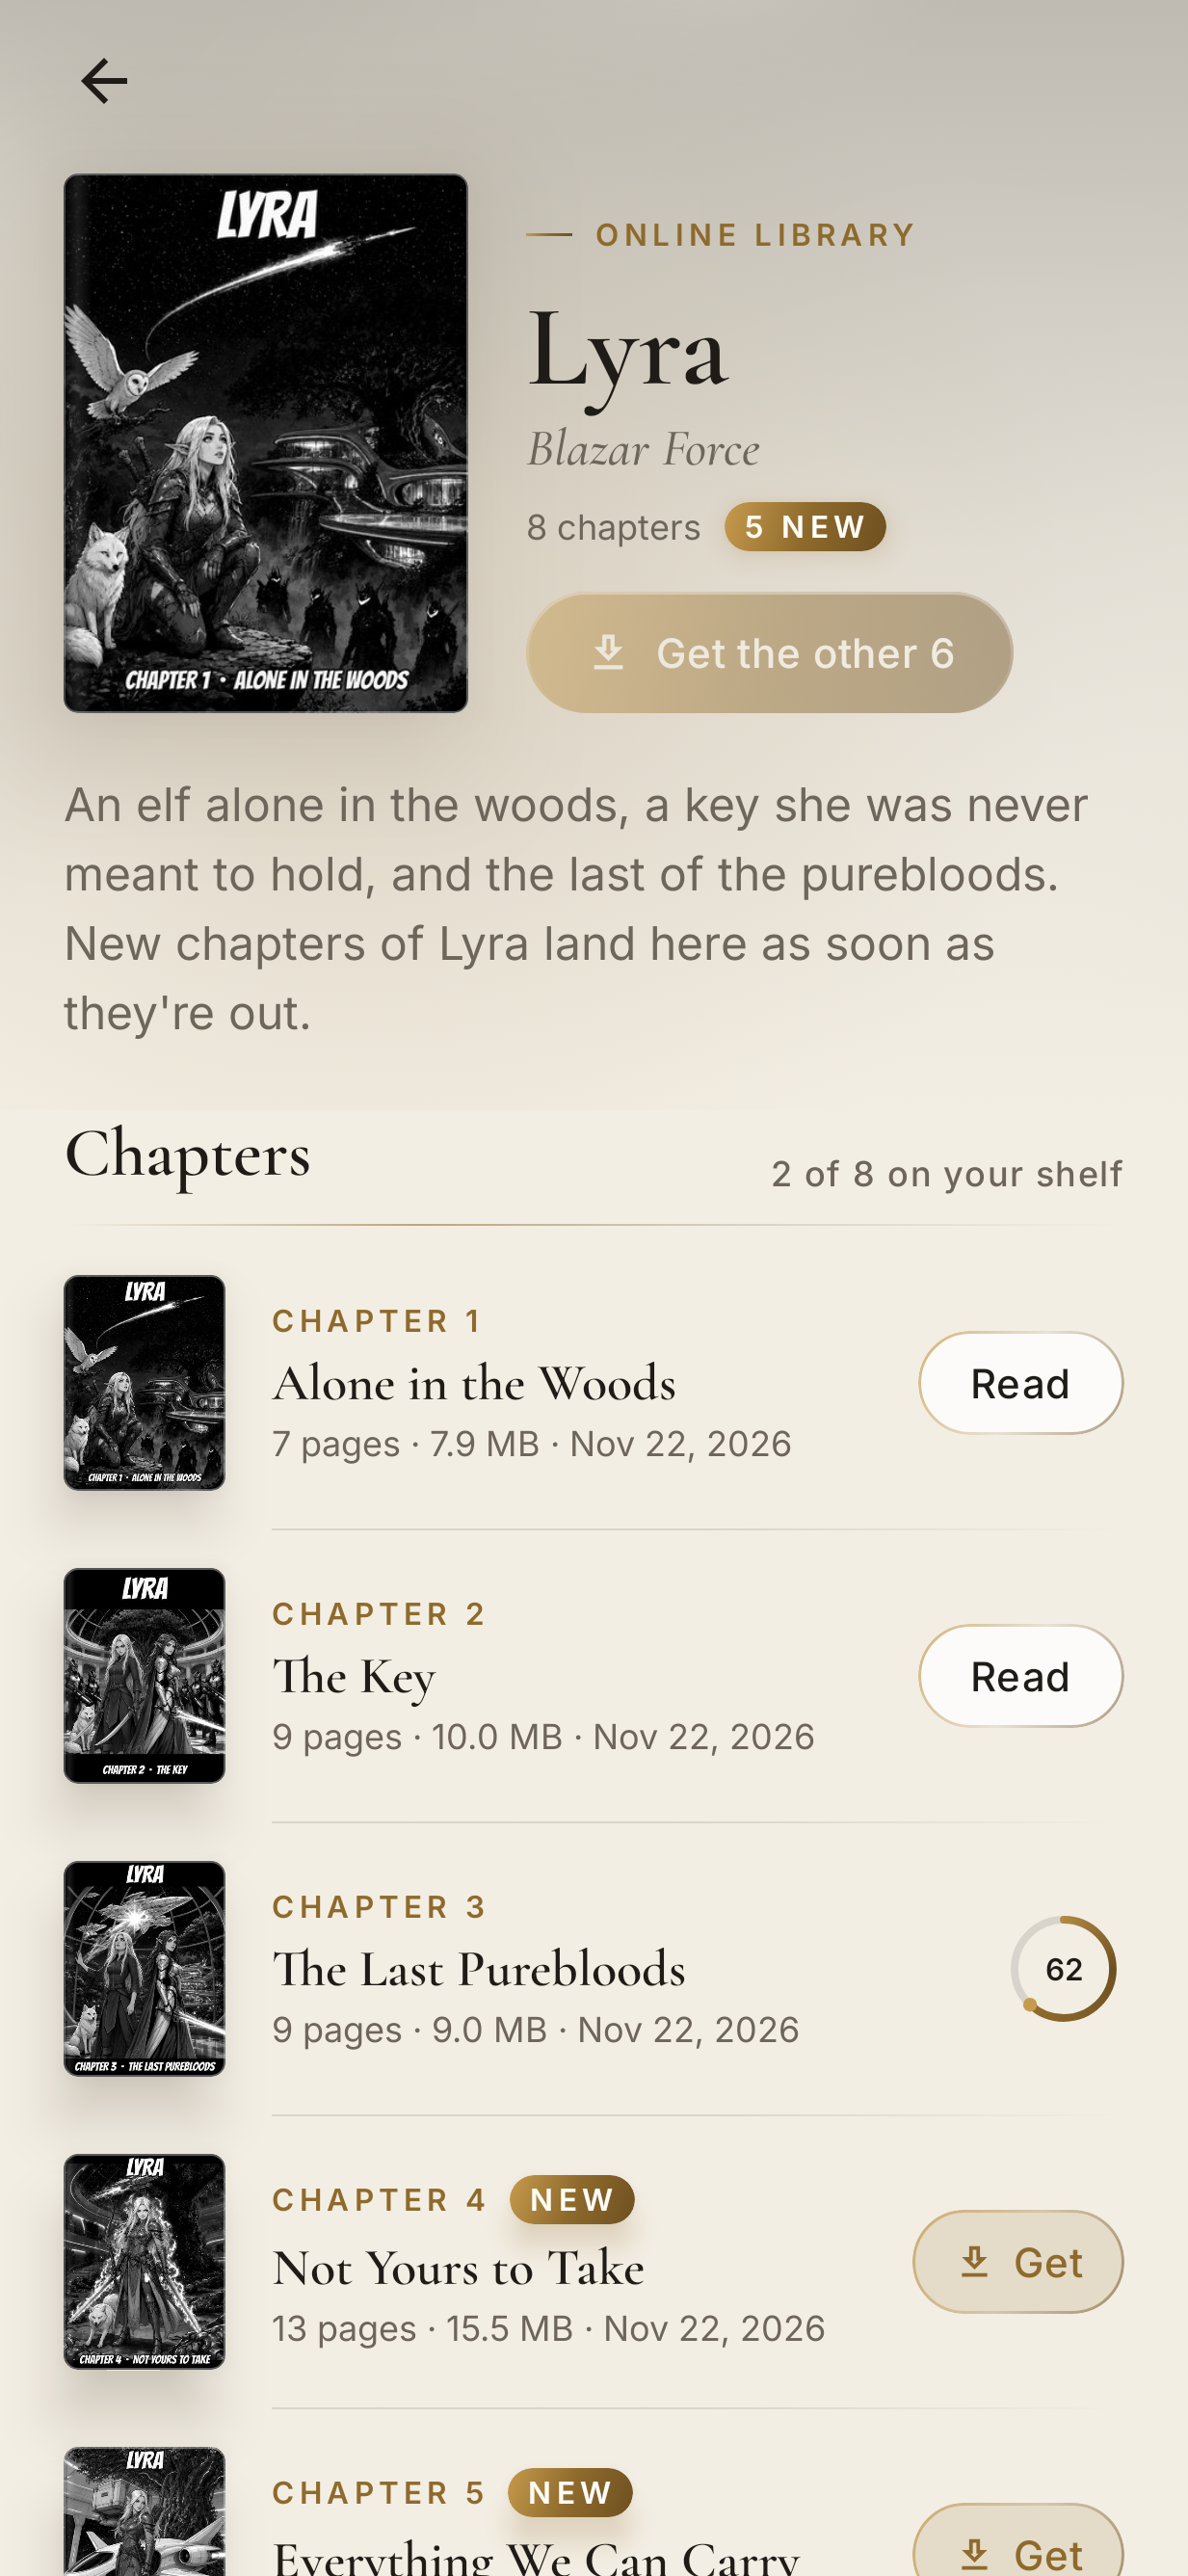 LYRA
CHAPTER 1 · ALONE IN THE WOODS
ONLINE LIBRARY
Lyra
Blazar Force
8 chapters 5 NEW
Get the other 6
An elf alone in the woods, a key she was never
meant to hold, and the last of the purebloods.
New chapters of Lyra land here as soon as
they're out.
Chapters
2 of 8 on your shelf
LYRA
CHAPTER 1 · ALONE IN THE WOODS
CHAPTER 1
Alone in the Woods
7 pages · 7.9 MB · Nov 22, 2026
Read
LYRA
CHAPTER 2 · THE KEY
CHAPTER 2
The Key
9 pages · 10.0 MB · Nov 22, 2026
Read
LYRA
CHAPTER 3 · THE LAST PUREBLOODS
CHAPTER 3
The Last Purebloods
9 pages · 9.0 MB · Nov 22, 2026
62
LYRA
CHAPTER 4 · NOT YOURS TO TAKE
CHAPTER 4 NEW
Not Yours to Take
13 pages · 15.5 MB · Nov 22, 2026
Get
LYRA
CHAPTER 5 NEW
Everything We Can Carry
Get